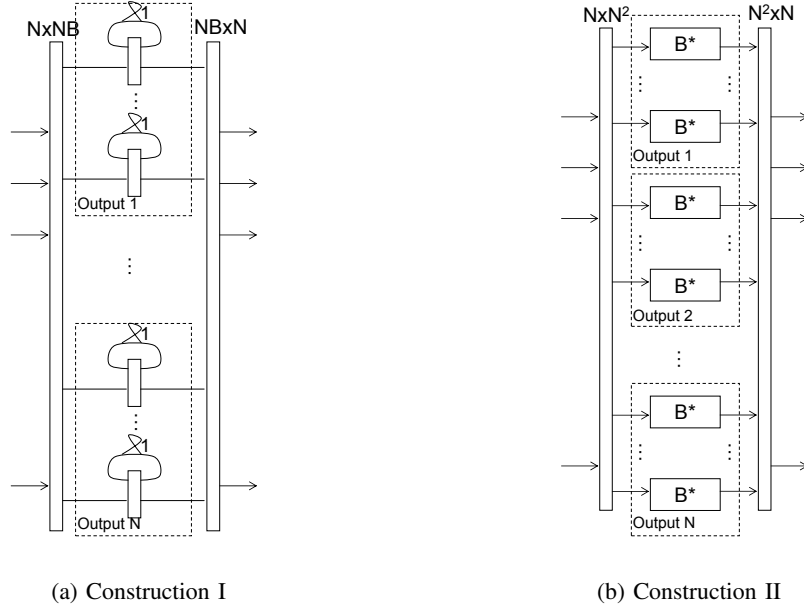 NxNB
NBxN
1
1
Output 1
1
1
Output N
(a) Construction I
NxN²
N²xN
B*
B*
Output 1
B*
B*
Output 2
B*
B*
Output N
(b) Construction II